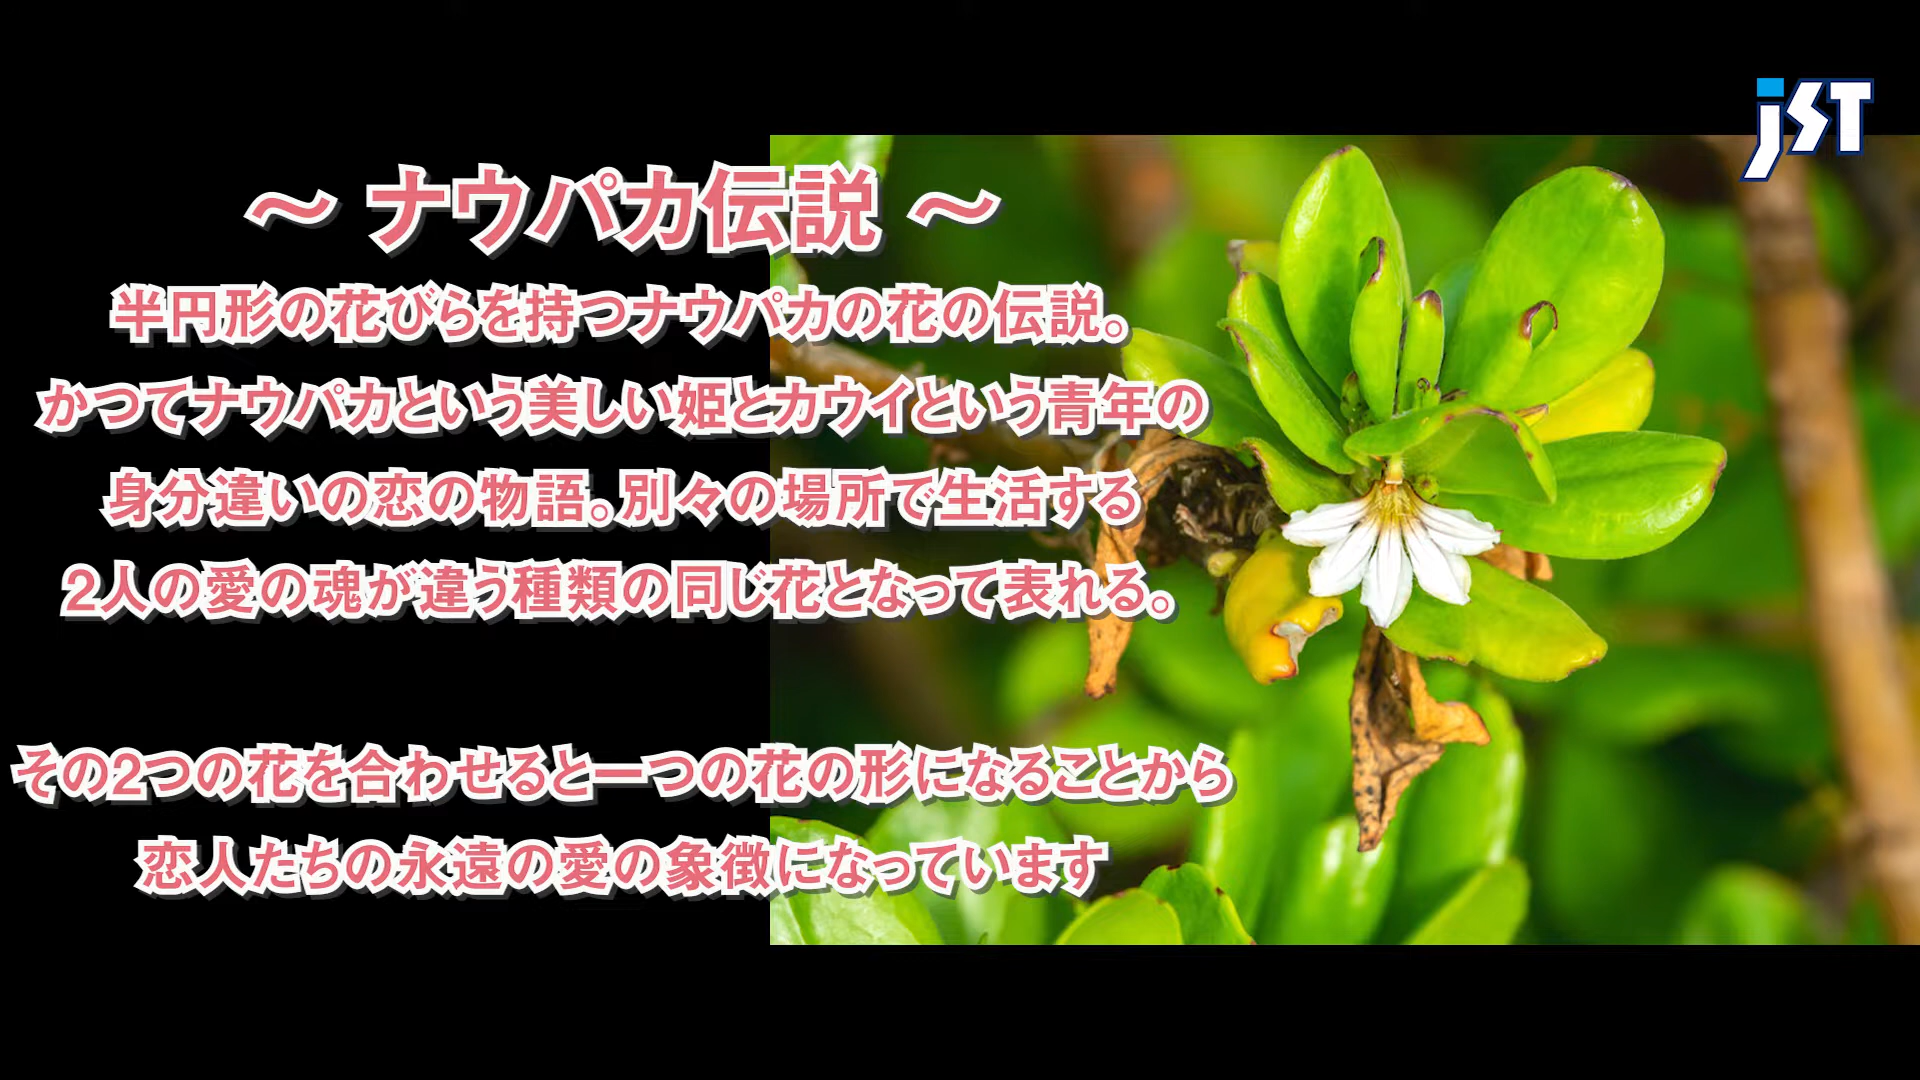 ～ ナウパカ伝説 ～
半円形の花びらを持つナウパカの花の伝説。
かつてナウパカという美しい姫とカウイという青年の
身分違いの恋の物語。別々の場所で生活する
2人の愛の魂が違う種類の同じ花となって表れる。
その2つの花を合わせると一つの花の形になることから
恋人たちの永遠の愛の象徴になっています
jST